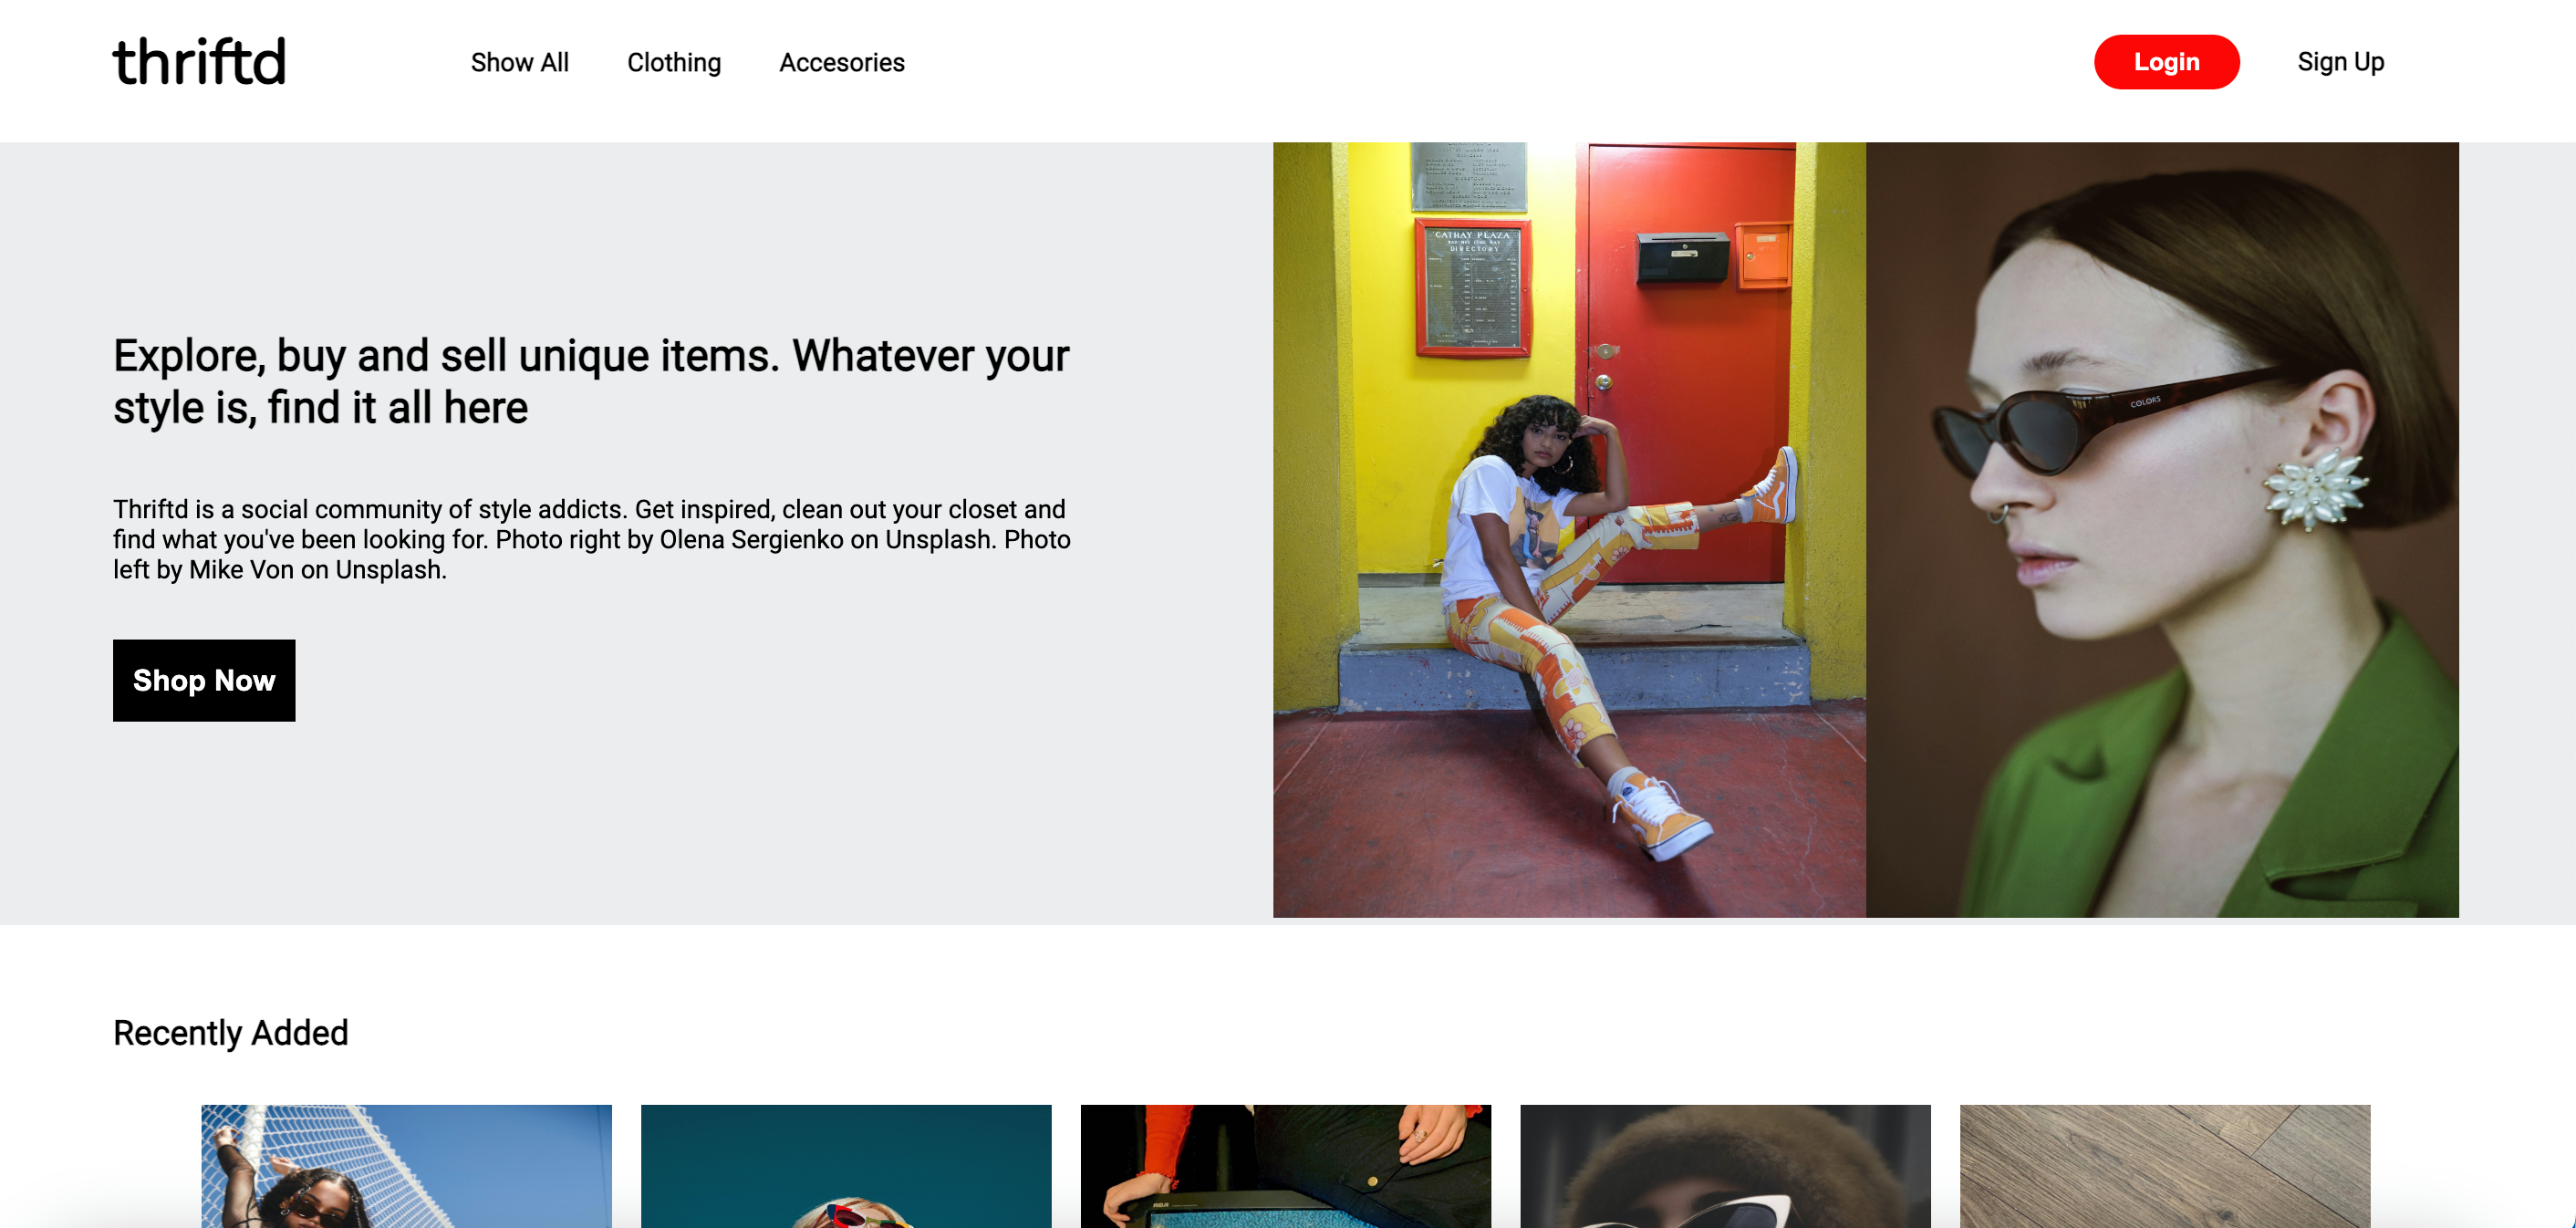 thriftd
Show All
Clothing
Accesories
Login
Sign Up
CATHAY PLAZA
DIRECTORY
COLORS
Explore, buy and sell unique items. Whatever your
style is, find it all here
Thriftd is a social community of style addicts. Get inspired, clean out your closet and
find what you've been looking for. Photo right by Olena Sergienko on Unsplash. Photo
left by Mike Von on Unsplash.
Shop Now
Recently Added
RCA